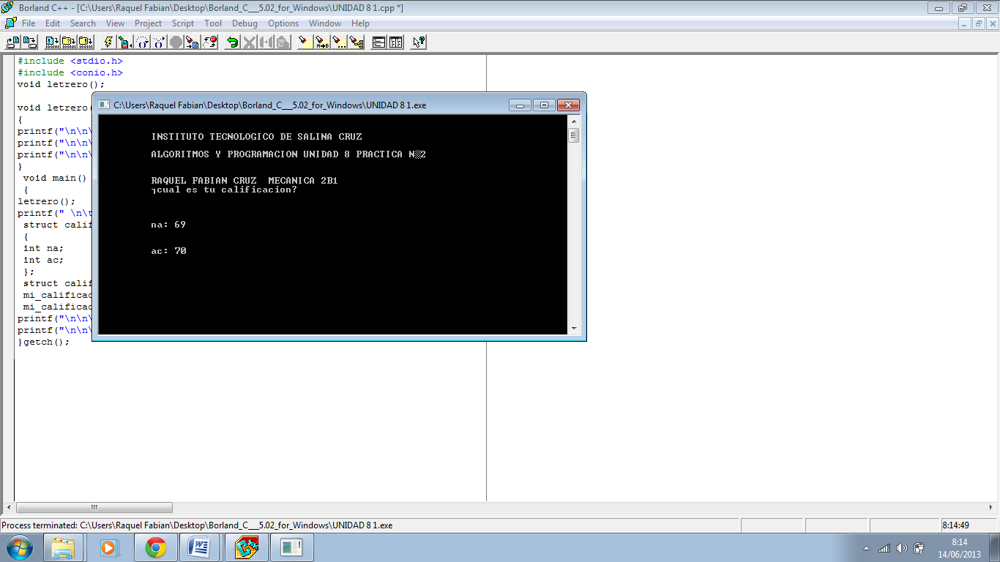 Borland C++ - [C:\Users\Raquel Fabian\Desktop\Borland_C___5.02_for_Windows\UNIDAD 8 1.cpp *]
File Edit Search View Project Script Tool Debug Options Window Help
#include <stdio.h>
#include <conio.h>
void letrero();
void letrero(
{
printf("\n\n\
printf("\n\n\
printf("\n\n\
}
void main()
{
letrero();
printf(" \n\t
struct calif
{
int na;
int ac;
};
struct calif
mi_calificac
mi_calificac
printf("\n\n\
printf("\n\n\
}getch();
C:\Users\Raquel Fabian\Desktop\Borland_C___5.02_for_Windows\UNIDAD 8 1.exe
INSTITUTO TECNOLOGICO DE SALINA CRUZ
ALGORITMOS Y PROGRAMACION UNIDAD 8 PRACTICA N▒2
RAQUEL FABIAN CRUZ MECANICA 2B1
┐cual es tu calificacion?
na: 69
ac: 70
Process terminated: C:\Users\Raquel Fabian\Desktop\Borland_C___5.02_for_Windows\UNIDAD 8 1.exe
8:14:49
8:14
14/06/2013